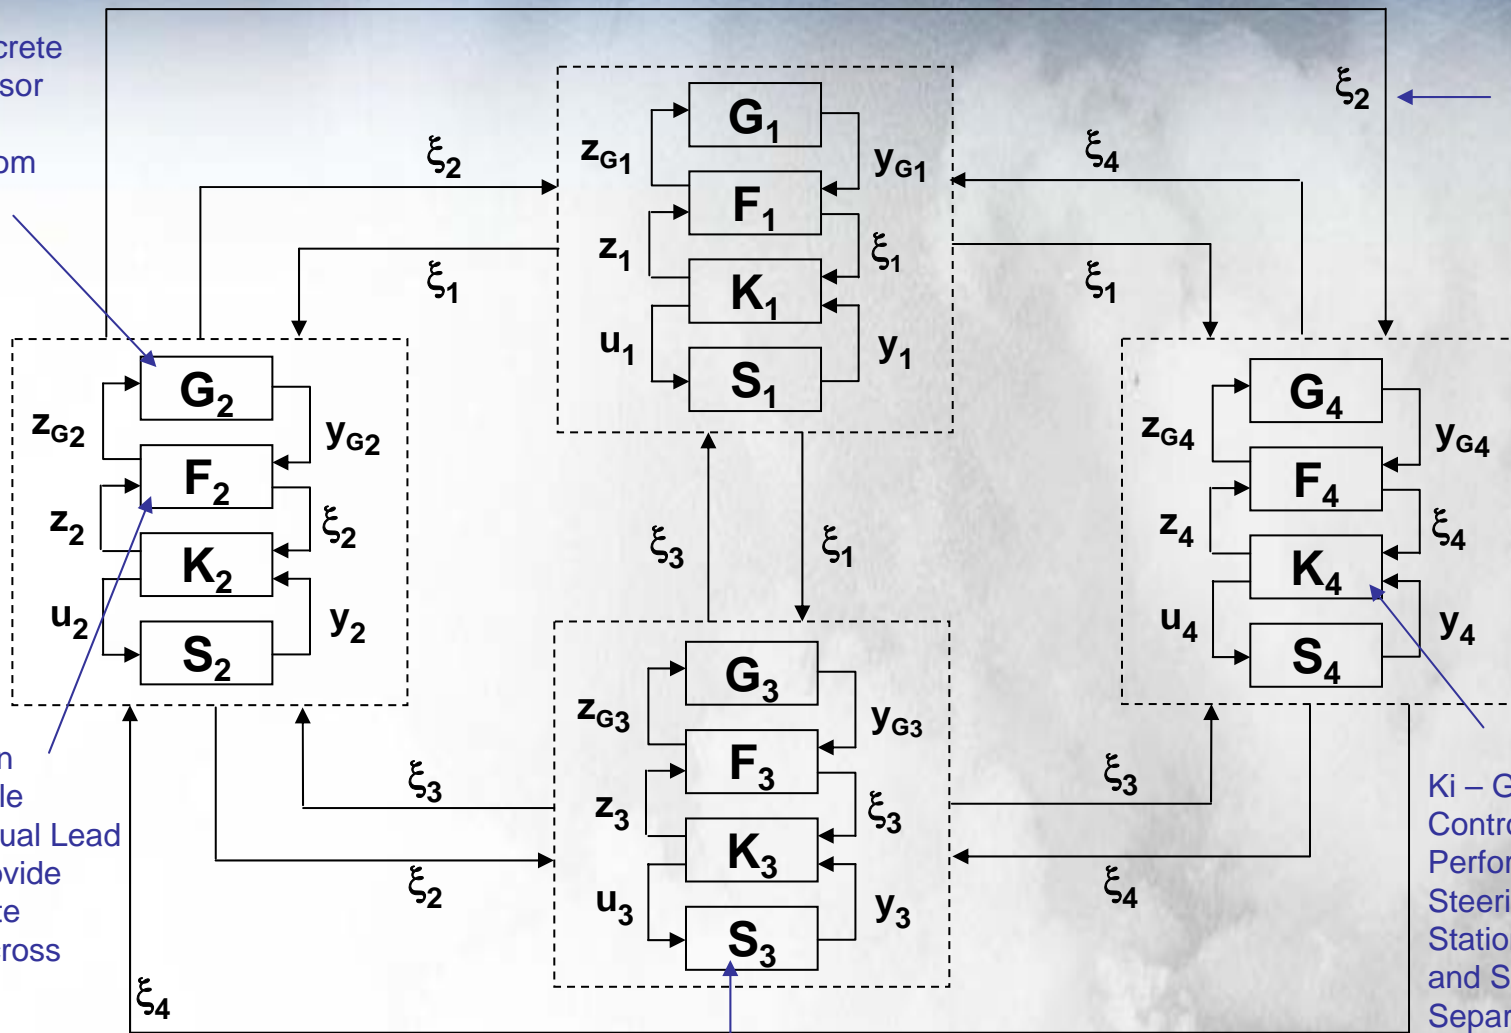 crete
sor
om
ξ2
ξ2
ξ4
ξ1
ξ1
G1
zG1
yG1
F1
z1
ξ1
K1
u1
y1
S1
G2
zG2
yG2
F2
z2
ξ2
K2
u2
y2
S2
G4
zG4
yG4
F4
z4
ξ4
K4
u4
y4
S4
ξ3
ξ1
G3
zG3
yG3
F3
z3
ξ3
K3
u3
y3
S3
ξ3
ξ2
ξ3
ξ4
ξ4
n
le
ual Lead
ovide
te
cross
Ki – G
Contro
Perfor
Steeri
Station
and S
Separ